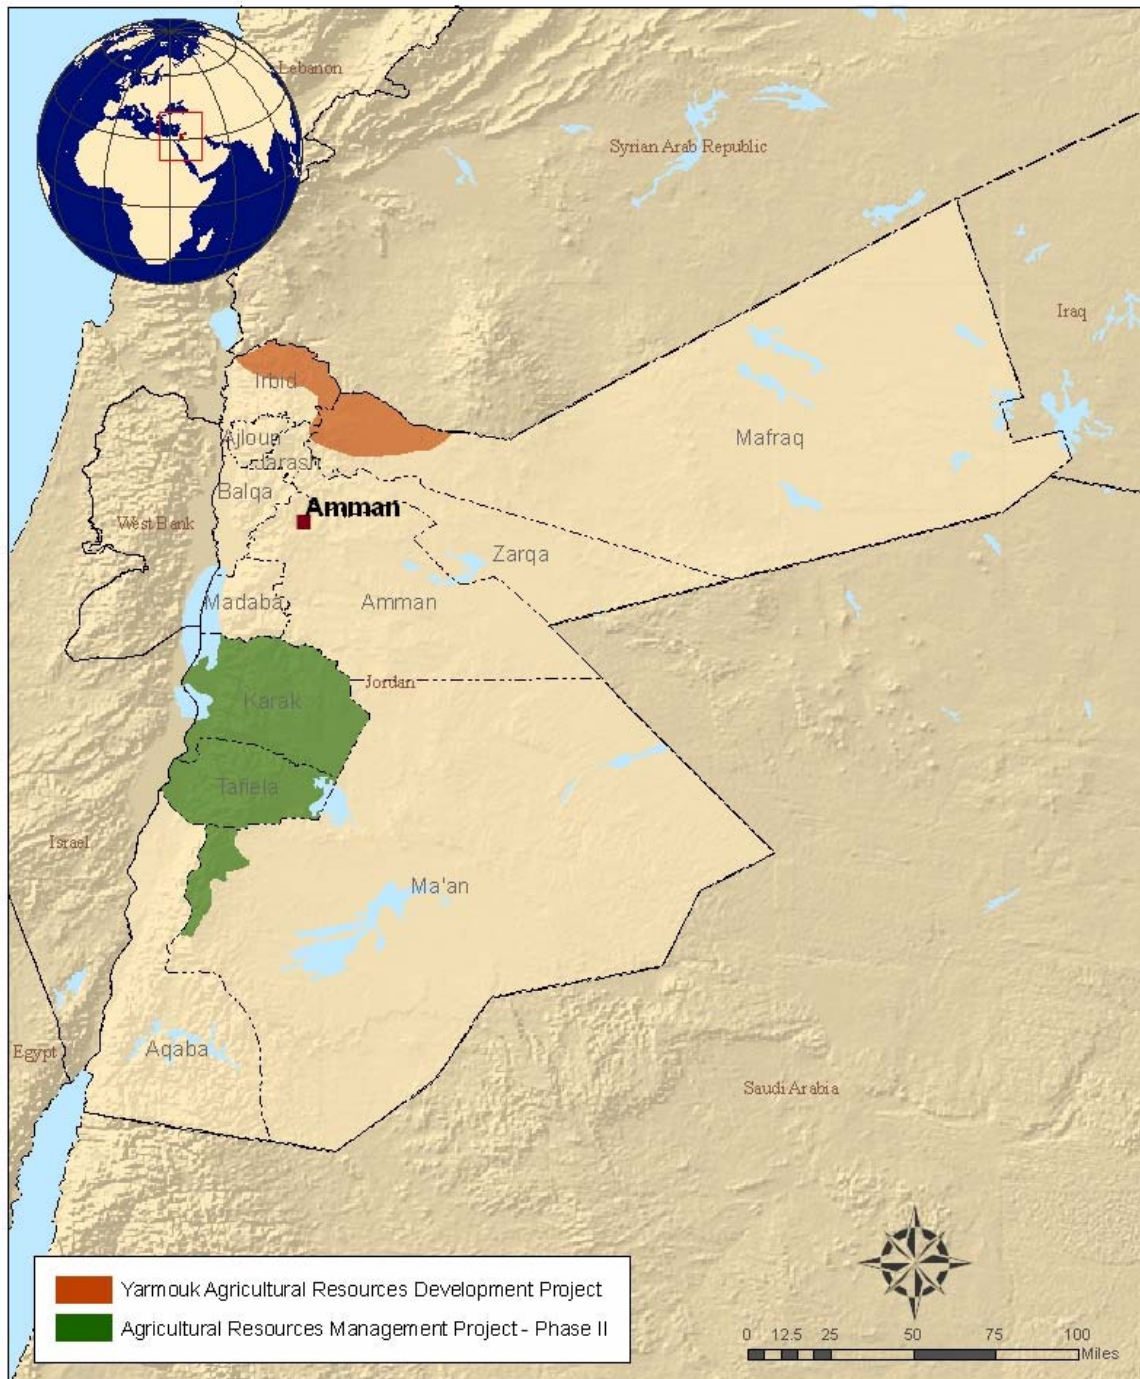 Lebanon
Syrian Arab Republic
Iraq
Irbid
Ajloun
Jarash
Mafraq
Balqa
Amman
West Bank
Zarqa
Madaba
Amman
Jordan
Karak
Tafiela
Israel
Ma'an
Aqaba
Egypt
Saudi Arabia
Yarmouk Agricultural Resources Development Project
Agricultural Resources Management Project - Phase II
0 12.5 25 50 75 100
Miles